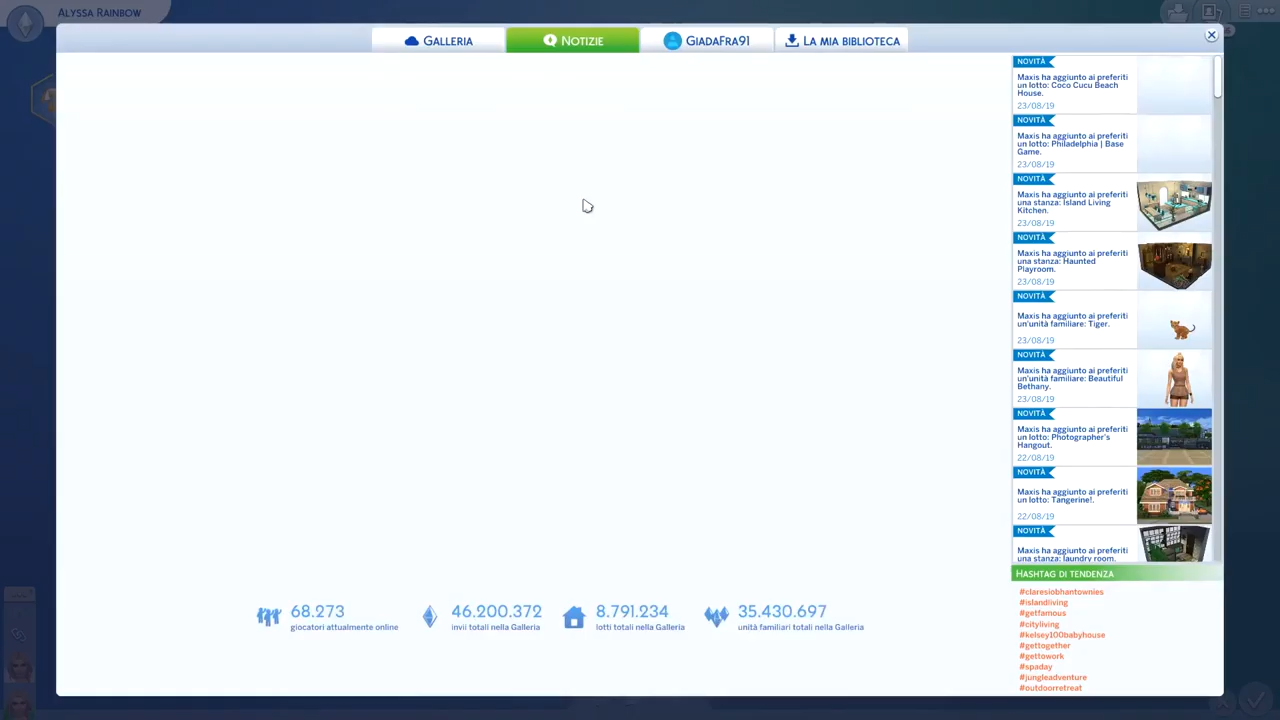 Alyssa Rainbow
Galleria
Notizie
GiadaFra91
La mia biblioteca
NOVITÀ
Maxis ha aggiunto ai preferiti
un lotto: Coco Cucu Beach
House.
23/08/19
NOVITÀ
Maxis ha aggiunto ai preferiti
un lotto: Philadelphia | Base
Game.
23/08/19
NOVITÀ
Maxis ha aggiunto ai preferiti
una stanza: Island Living
Kitchen.
23/08/19
NOVITÀ
Maxis ha aggiunto ai preferiti
una stanza: Haunted
Playroom.
23/08/19
NOVITÀ
Maxis ha aggiunto ai preferiti
un'unità familiare: Tiger.
23/08/19
NOVITÀ
Maxis ha aggiunto ai preferiti
un'unità familiare: Beautiful
Bethany.
23/08/19
NOVITÀ
Maxis ha aggiunto ai preferiti
un lotto: Photographer's
Hangout.
22/08/19
NOVITÀ
Maxis ha aggiunto ai preferiti
un lotto: Tangerine!.
22/08/19
NOVITÀ
Maxis ha aggiunto ai preferiti
una stanza: laundry room.
Hashtag di tendenza
#claresiobhantownies
#islandliving
#getfamous
#cityliving
#kelsey100babyhouse
#gettogether
#gettowork
#spaday
#jungleadventure
#outdoorretreat
68.273
giocatori attualmente online
46.200.372
invii totali nella Galleria
8.791.234
lotti totali nella Galleria
35.430.697
unità familiari totali nella Galleria